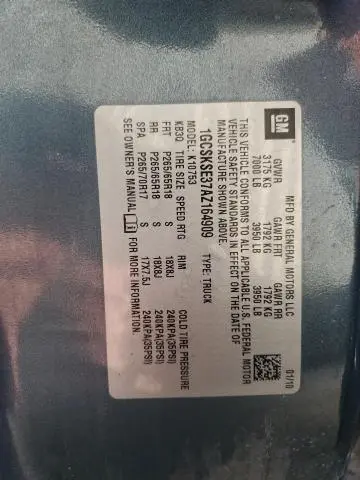 GM
MFD BY GENERAL MOTORS LLC 01/10
GVWR GAWR FRT GAWR RR
3175 KG 1792 KG 1792 KG
7000 LB 3950 LB 3950 LB
THIS VEHICLE CONFORMS TO ALL APPLICABLE U.S. FEDERAL MOTOR
VEHICLE SAFETY STANDARDS IN EFFECT ON THE DATE OF
MANUFACTURE SHOWN ABOVE.
1GCSKSE37AZ164909 TYPE: TRUCK
MODEL: K10753
KB3O TIRE SIZE SPEED RTG RIM COLD TIRE PRESSURE
FRT P265/65R18 S 18X8J 240KPA(35PSI)
RR P265/65R18 S 18X8J 240KPA(35PSI)
SPA P265/70R17 S 17X7.5J 240KPA(35PSI)
SEE OWNER'S MANUAL FOR MORE INFORMATION.